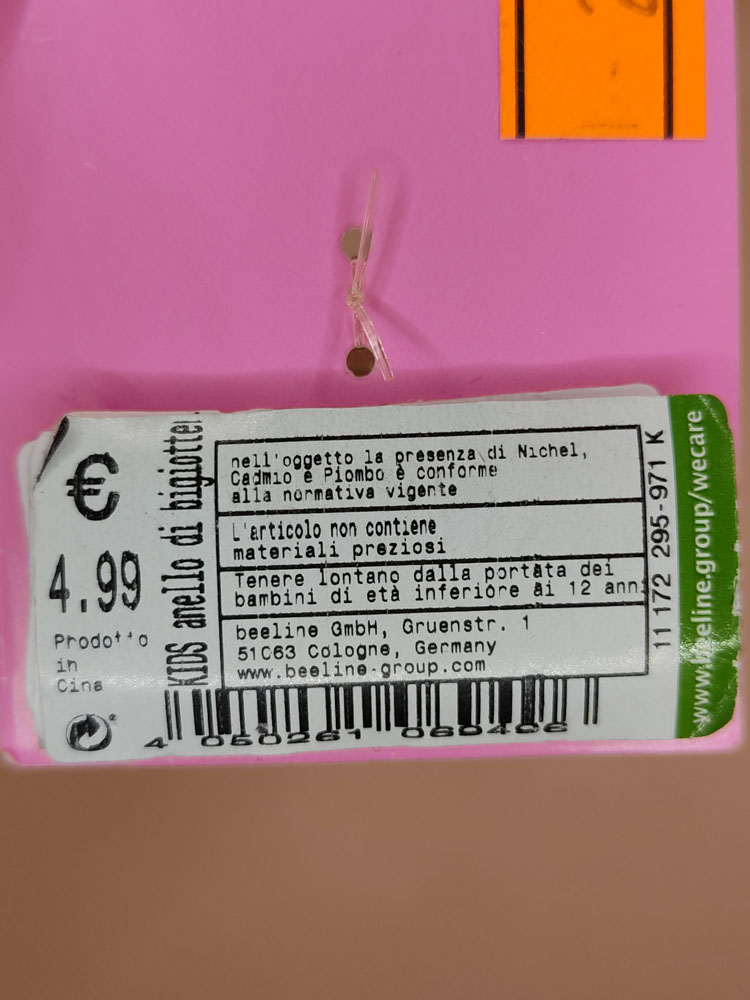 €
4.99
Prodotto
in
Cina
KIDS anello di bigiotter
nell'oggetto la presenza di Nichel,
Cadmio e Piombo è conforme
alla normativa vigente
L'articolo non contiene
materiali preziosi
Tenere lontano dalla portata dei
bambini di età inferiore ai 12 anni
beeline GmbH, Gruenstr. 1
51063 Cologne, Germany
www.beeline-group.com
4 050261 060406
11 172 295-971 K
www.beeline.group/wecare